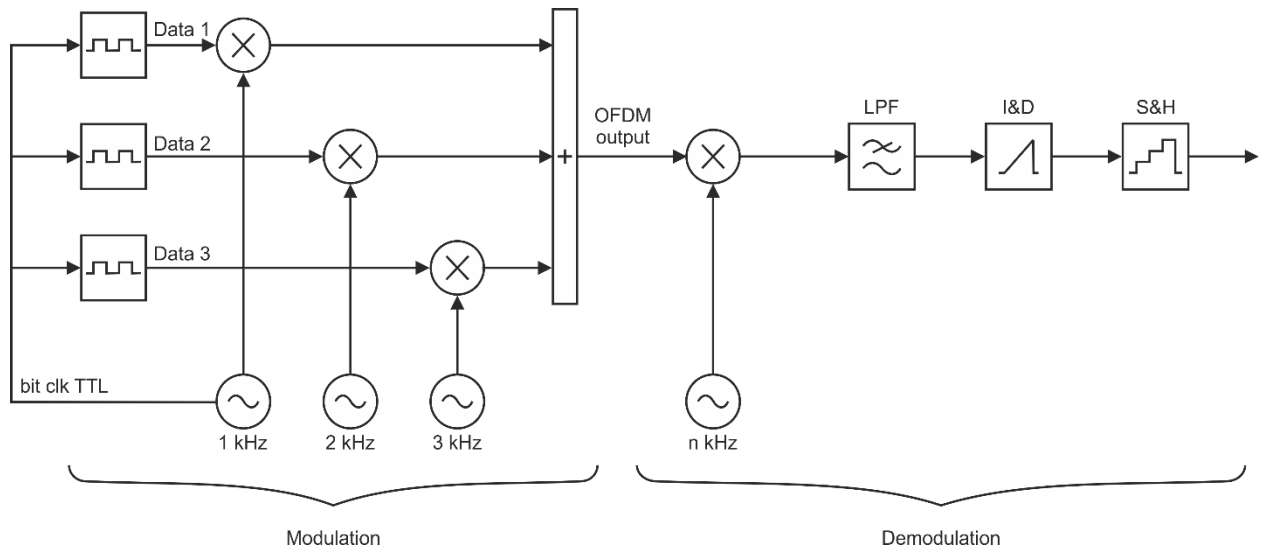 Data 1
Data 2
Data 3
bit clk TTL
1 kHz
2 kHz
3 kHz
+
OFDM
output
LPF
I&D
S&H
n kHz
Modulation
Demodulation